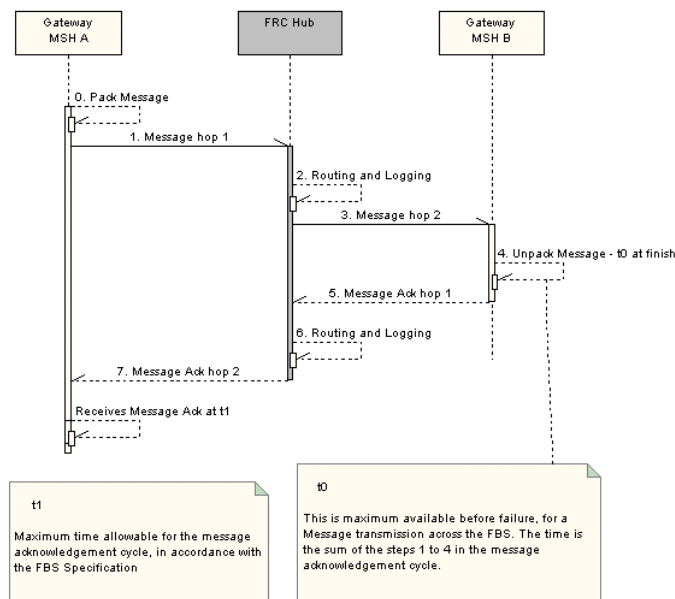 Gateway
MSH A
FRC Hub
Gateway
MSH B
0. Pack Message
1. Message hop 1
2. Routing and Logging
3. Message hop 2
4. Unpack Message - t0 at finish
5. Message Ack hop 1
6. Routing and Logging
7. Message Ack hop 2
Receives Message Ack at t1
t1
Maximum time allowable for the message
acknowledgement cycle, in accordance with
the FBS Specification
t0
This is maximum available before failure, for a
Message transmission across the FBS. The time is
the sum of the steps 1 to 4 in the message
acknowledgement cycle.